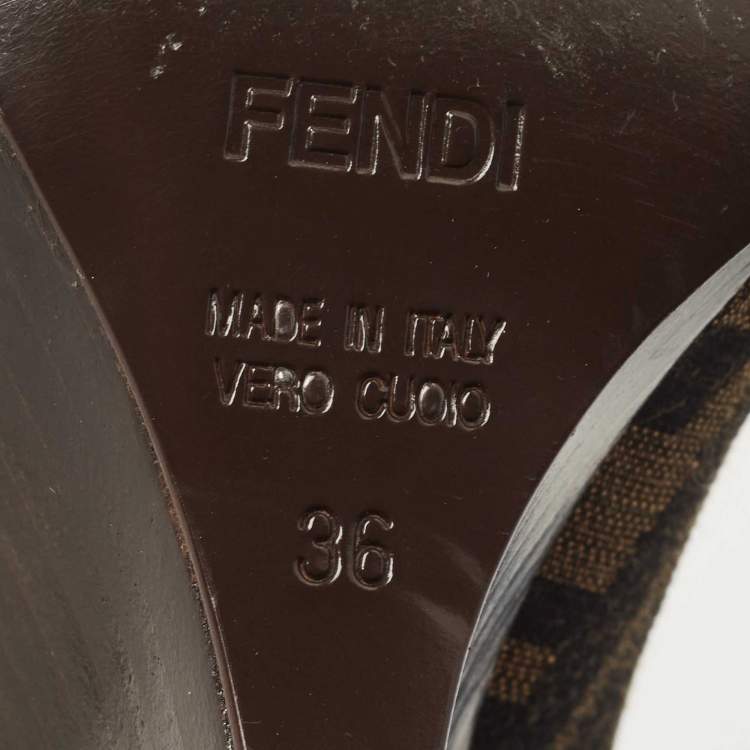 FENDI
MADE IN ITALY
VERO CUOIO
36